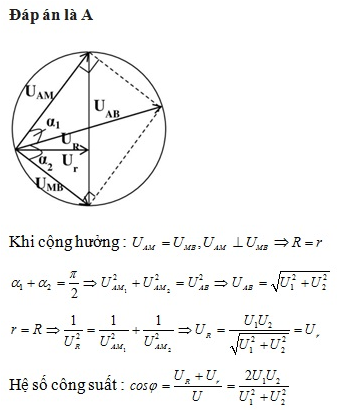 Đáp án là A
U_AM
α₁
U_AB
U_R
α₂
U_r
U_MB
Khi cộng hưởng : U_AM = U_MB, U_AM ⊥ U_MB ⇒ R = r
α₁ + α₂ = π/2 ⇒ U²_AM₁ + U²_AM₂ = U²_AB ⇒ U_AB = √(U₁² + U₂²)
r = R ⇒ 1/U_R² = 1/U²_AM₁ + 1/U²_AM₂ ⇒ U_R = U₁U₂/√(U₁² + U₂²) = U_r
Hệ số công suất : cosφ = (U_R + U_r)/U = 2U₁U₂/(U₁² + U₂²)